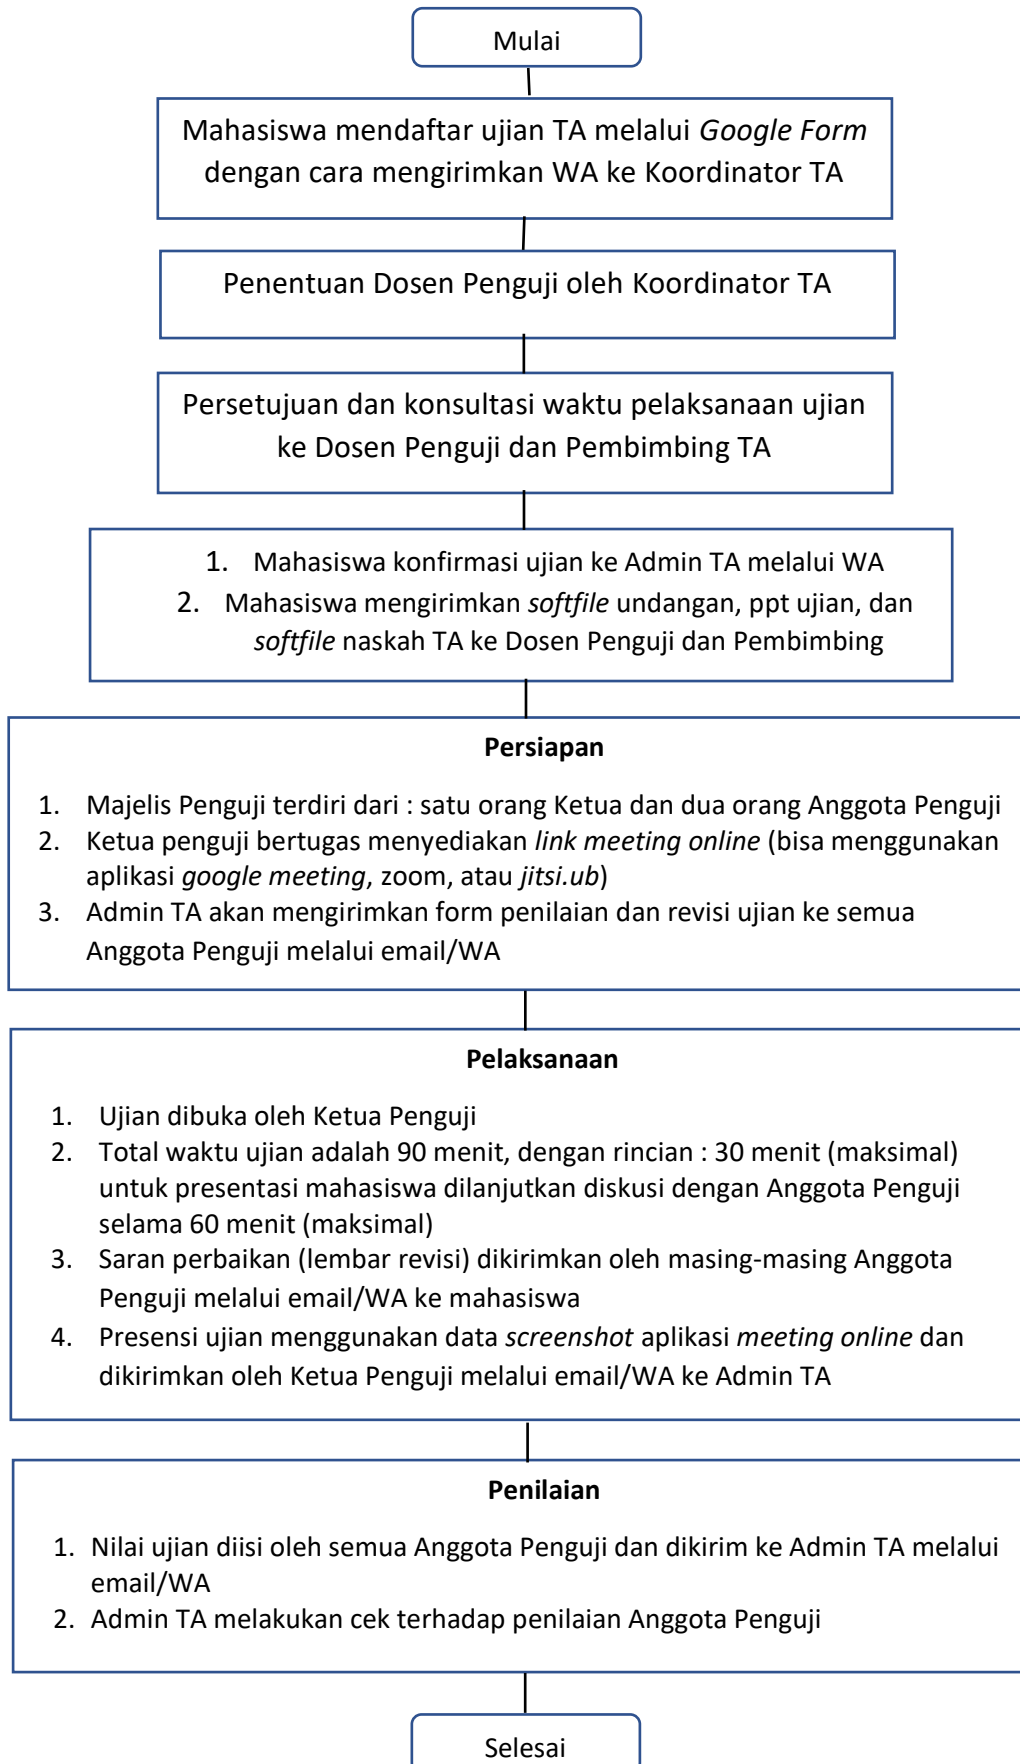 Mulai
Mahasiswa mendaftar ujian TA melalui Google Form
dengan cara mengirimkan WA ke Koordinator TA
Penentuan Dosen Penguji oleh Koordinator TA
Persetujuan dan konsultasi waktu pelaksanaan ujian
ke Dosen Penguji dan Pembimbing TA
1. Mahasiswa konfirmasi ujian ke Admin TA melalui WA
2. Mahasiswa mengirimkan softfile undangan, ppt ujian, dan
softfile naskah TA ke Dosen Penguji dan Pembimbing
Persiapan
1. Majelis Penguji terdiri dari : satu orang Ketua dan dua orang Anggota Penguji
2. Ketua penguji bertugas menyediakan link meeting online (bisa menggunakan
aplikasi google meeting, zoom, atau jitsi.ub)
3. Admin TA akan mengirimkan form penilaian dan revisi ujian ke semua
Anggota Penguji melalui email/WA
Pelaksanaan
1. Ujian dibuka oleh Ketua Penguji
2. Total waktu ujian adalah 90 menit, dengan rincian : 30 menit (maksimal)
untuk presentasi mahasiswa dilanjutkan diskusi dengan Anggota Penguji
selama 60 menit (maksimal)
3. Saran perbaikan (lembar revisi) dikirimkan oleh masing-masing Anggota
Penguji melalui email/WA ke mahasiswa
4. Presensi ujian menggunakan data screenshot aplikasi meeting online dan
dikirimkan oleh Ketua Penguji melalui email/WA ke Admin TA
Penilaian
1. Nilai ujian diisi oleh semua Anggota Penguji dan dikirim ke Admin TA melalui
email/WA
2. Admin TA melakukan cek terhadap penilaian Anggota Penguji
Selesai